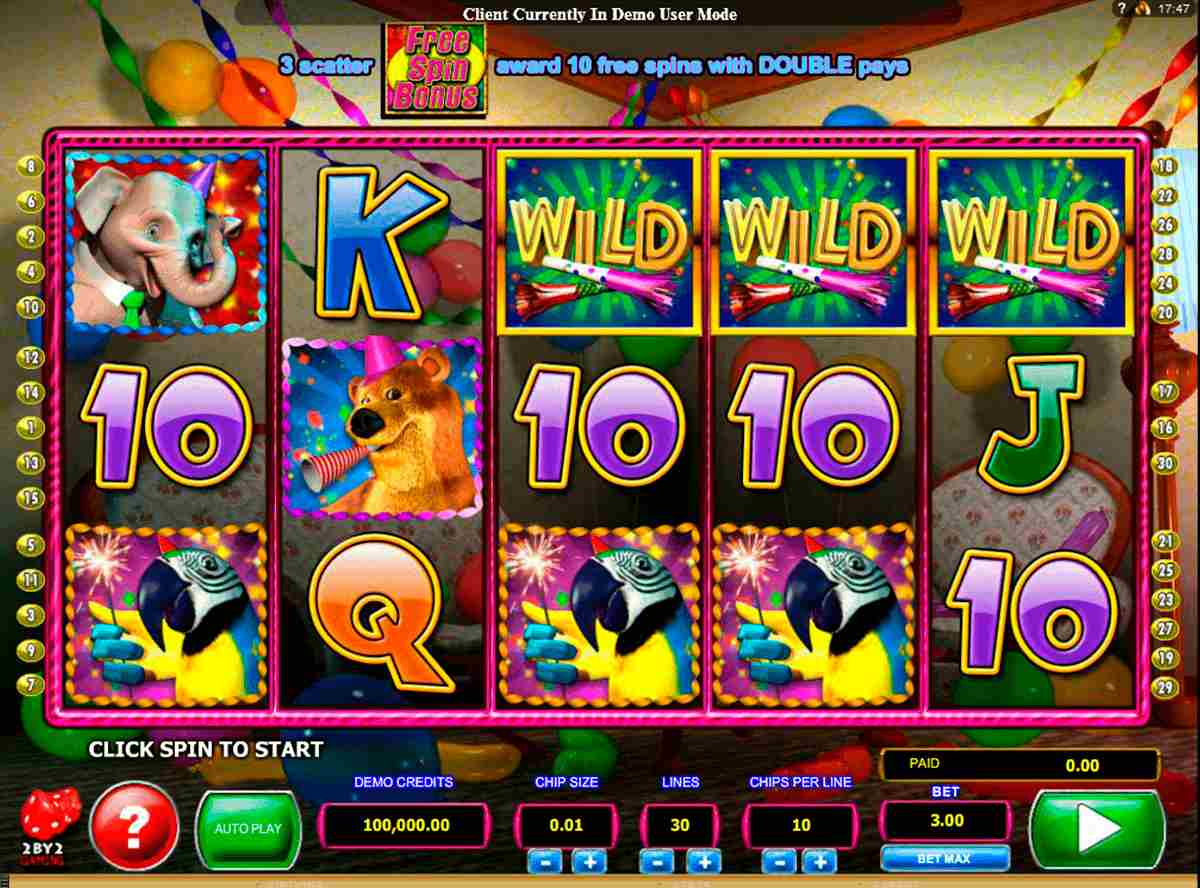 Client Currently In Demo User Mode
? 17:47
3 scatter Free Spin Bonus award 10 free spins with DOUBLE pays
8 18
6 22
2 26
4 28
10 24
20
K WILD WILD WILD
12
14 17
1 16
13 30
15
10 10 10 J
5 21
11 25
3 23
9 27
19
7 29
Q 10
CLICK SPIN TO START
PAID 0.00
DEMO CREDITS CHIP SIZE LINES CHIPS PER LINE BET
? AUTO PLAY 100,000.00 0.01 30 10 3.00
2BY2
GAMING
- + - + - + BET MAX